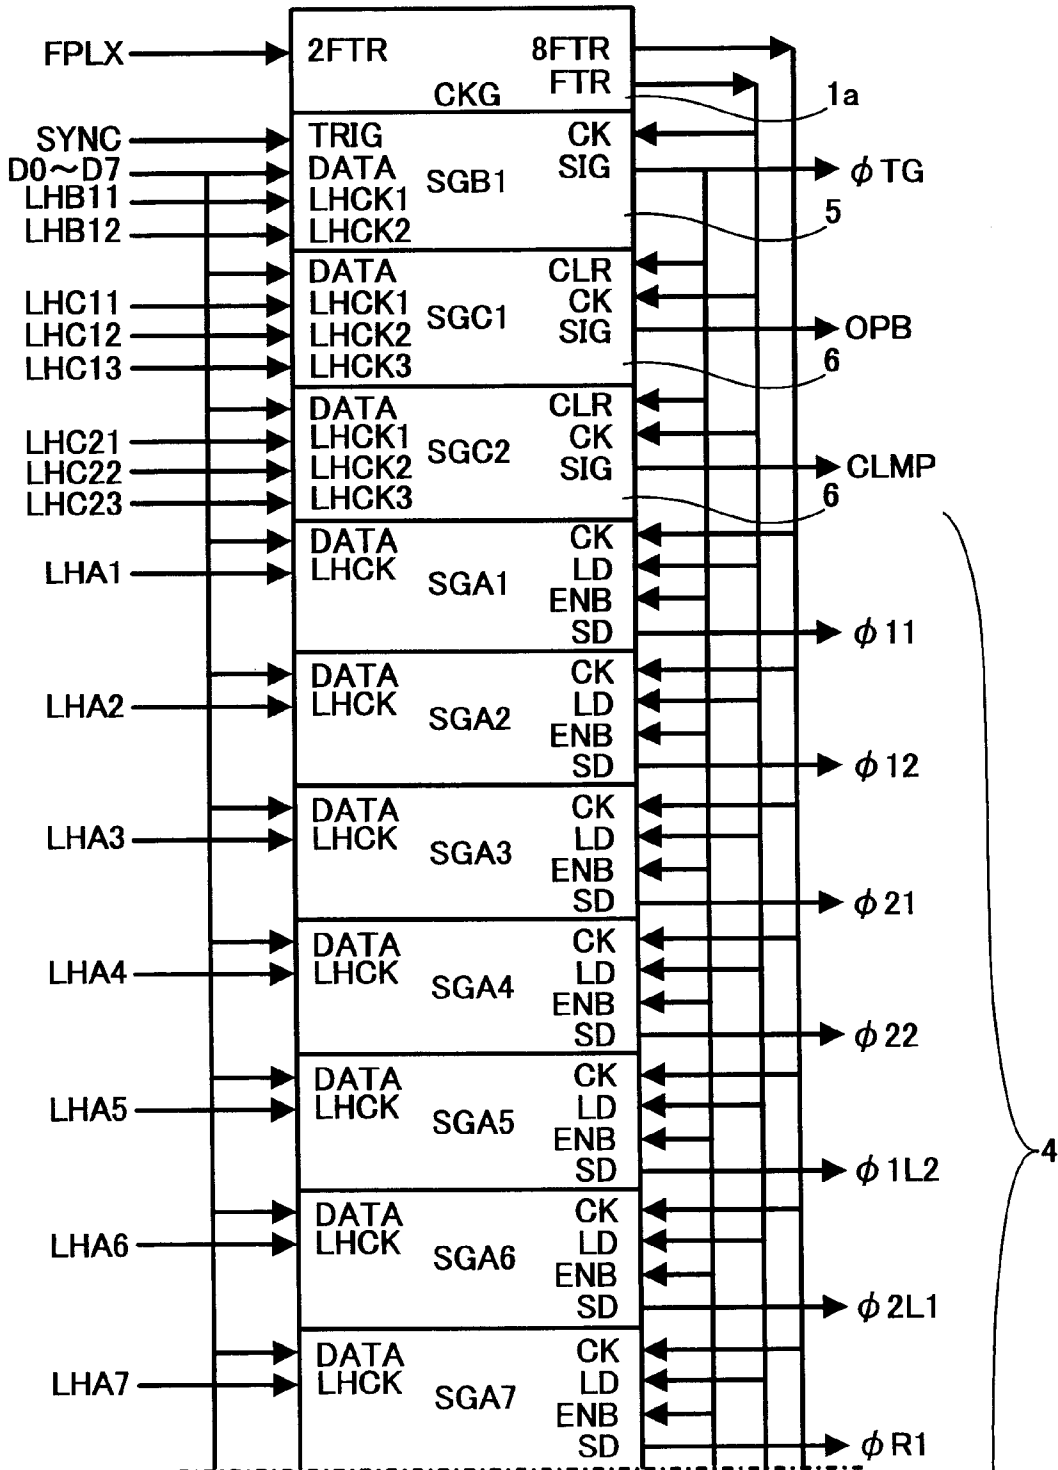 FPLX 2FTR 8FTR
FTR
CKG 1a
SYNC TRIG CK
D0～D7 DATA SGB1 SIG φTG
LHB11 LHCK1 5
LHB12 LHCK2
DATA CLR
LHC11 LHCK1 SGC1 CK
LHC12 LHCK2 SIG OPB
LHC13 LHCK3 6
DATA CLR
LHC21 LHCK1 SGC2 CK
LHC22 LHCK2 SIG CLMP
LHC23 LHCK3 6
DATA CK
LHA1 LHCK SGA1 LD
ENB
SD φ11
DATA CK
LHA2 LHCK SGA2 LD
ENB
SD φ12
DATA CK
LHA3 LHCK SGA3 LD
ENB
SD φ21
DATA CK
LHA4 LHCK SGA4 LD
ENB
SD φ22
DATA CK
LHA5 LHCK SGA5 LD
ENB 4
SD φ1L2
DATA CK
LHA6 LHCK SGA6 LD
ENB
SD φ2L1
DATA CK
LHA7 LHCK SGA7 LD
ENB
SD φR1